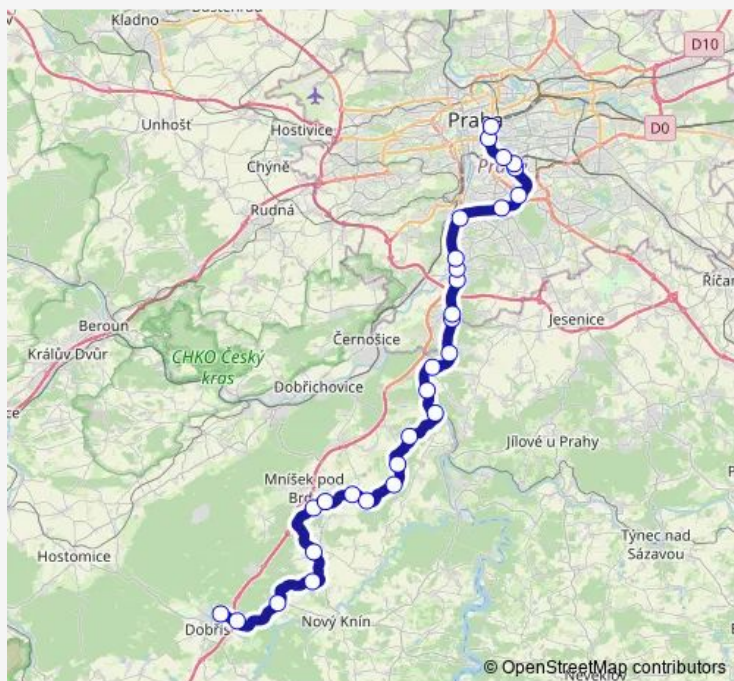 Kladno
D10
Unhošť
Hostivice
Praha
D0
Chýně
Rudná
Říčan
Beroun
Černošice
Jesenice
Králův Dvůr
CHKO Český
kras
Dobřichovice
Jílové u Prahy
Mníšek pod
Týnec nad
Sázavou
Hostomice
Nový Knín
Dobříš
© OpenStreetMap contributors